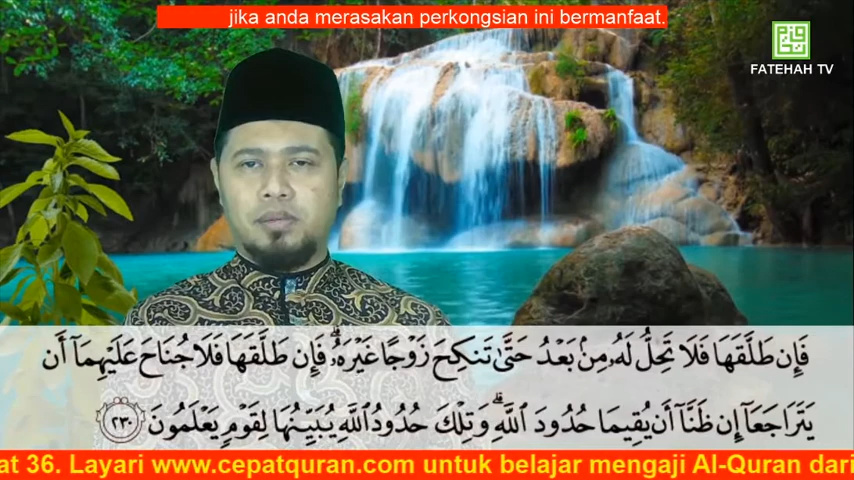 jika anda merasakan perkongsian ini bermanfaat.
FATEHAH TV
فَإِن طَلَّقَهَا فَلَا تَحِلُّ لَهُۥ مِنۢ بَعْدُ حَتَّىٰ تَنكِحَ زَوْجًا غَيْرَهُۥ ۗ فَإِن طَلَّقَهَا فَلَا جُنَاحَ عَلَيْهِمَآ أَن
يَتَرَاجَعَآ إِن ظَنَّآ أَن يُقِيمَا حُدُودَ ٱللَّهِ ۗ وَتِلْكَ حُدُودُ ٱللَّهِ يُبَيِّنُهَا لِقَوْمٍ يَعْلَمُونَ ٢٣٠
at 36. Layari www.cepatquran.com untuk belajar mengaji Al-Quran dari